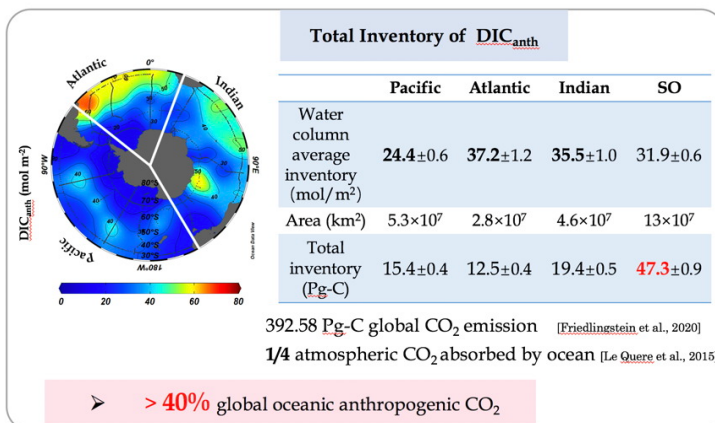 Total Inventory of DICanth
Atlantic
0°
Indian
90°W
90°E
80°S
70°S
60°S
50°S
40°S
30°S
180°W
Pacific
Ocean Data View
DICanth (mol m-2)
0 20 40 60 80
Pacific Atlantic Indian SO
Water
column
average 24.4±0.6 37.2±1.2 35.5±1.0 31.9±0.6
inventory
(mol/m²)
Area (km²) 5.3×10⁷ 2.8×10⁷ 4.6×10⁷ 13×10⁷
Total
inventory 15.4±0.4 12.5±0.4 19.4±0.5 47.3±0.9
(Pg-C)
392.58 Pg-C global CO₂ emission [Friedlingstein et al., 2020]
1/4 atmospheric CO₂ absorbed by ocean [Le Quere et al., 2015]
➢ > 40% global oceanic anthropogenic CO₂